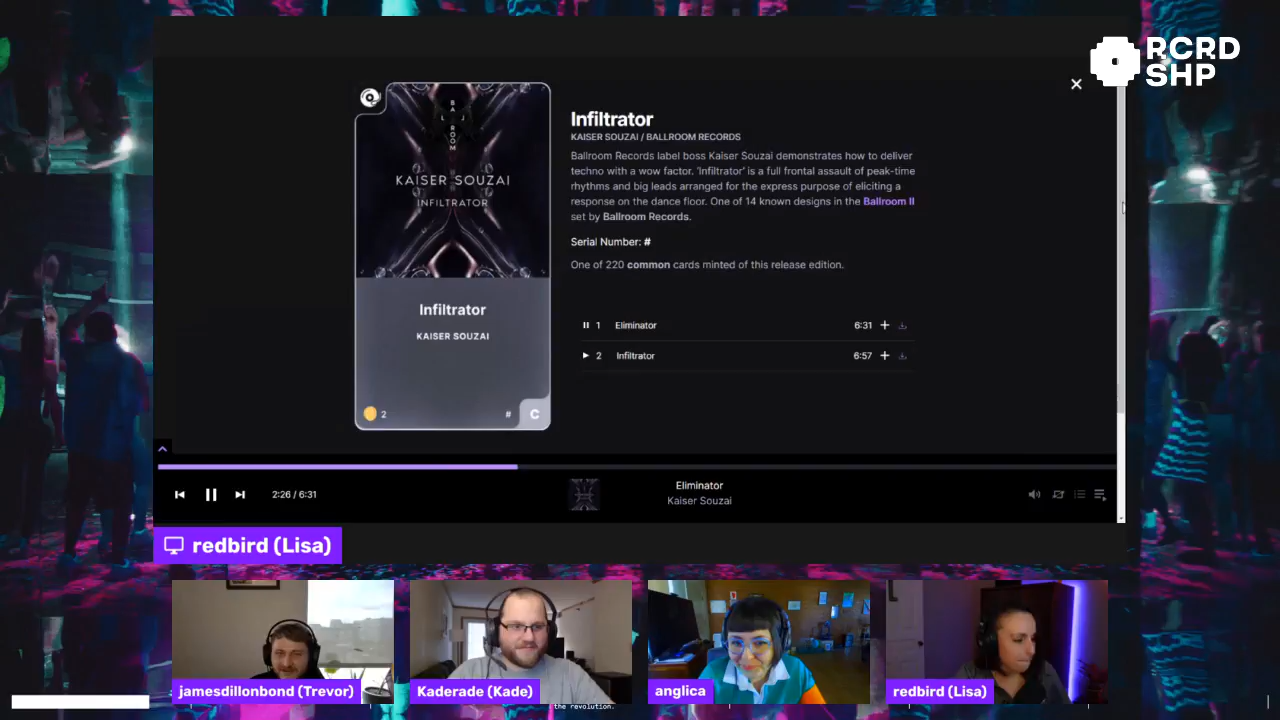 RCRD
SHP
BALLROOM
KAISER SOUZAI
INFILTRATOR
Infiltrator
KAISER SOUZAI
2
#
C
Infiltrator
KAISER SOUZAI / BALLROOM RECORDS
Ballroom Records label boss Kaiser Souzai demonstrates how to deliver
techno with a wow factor. 'Infiltrator' is a full frontal assault of peak-time
rhythms and big leads arranged for the express purpose of eliciting a
response on the dance floor. One of 14 known designs in the Ballroom II
set by Ballroom Records.
Serial Number: #
One of 220 common cards minted of this release edition.
1 Eliminator 6:31
2 Infiltrator 6:57
2:26 / 6:31
Eliminator
Kaiser Souzai
redbird (Lisa)
jamesdillonbond (Trevor)
Kaderade (Kade)
anglica
redbird (Lisa)
the revolution.